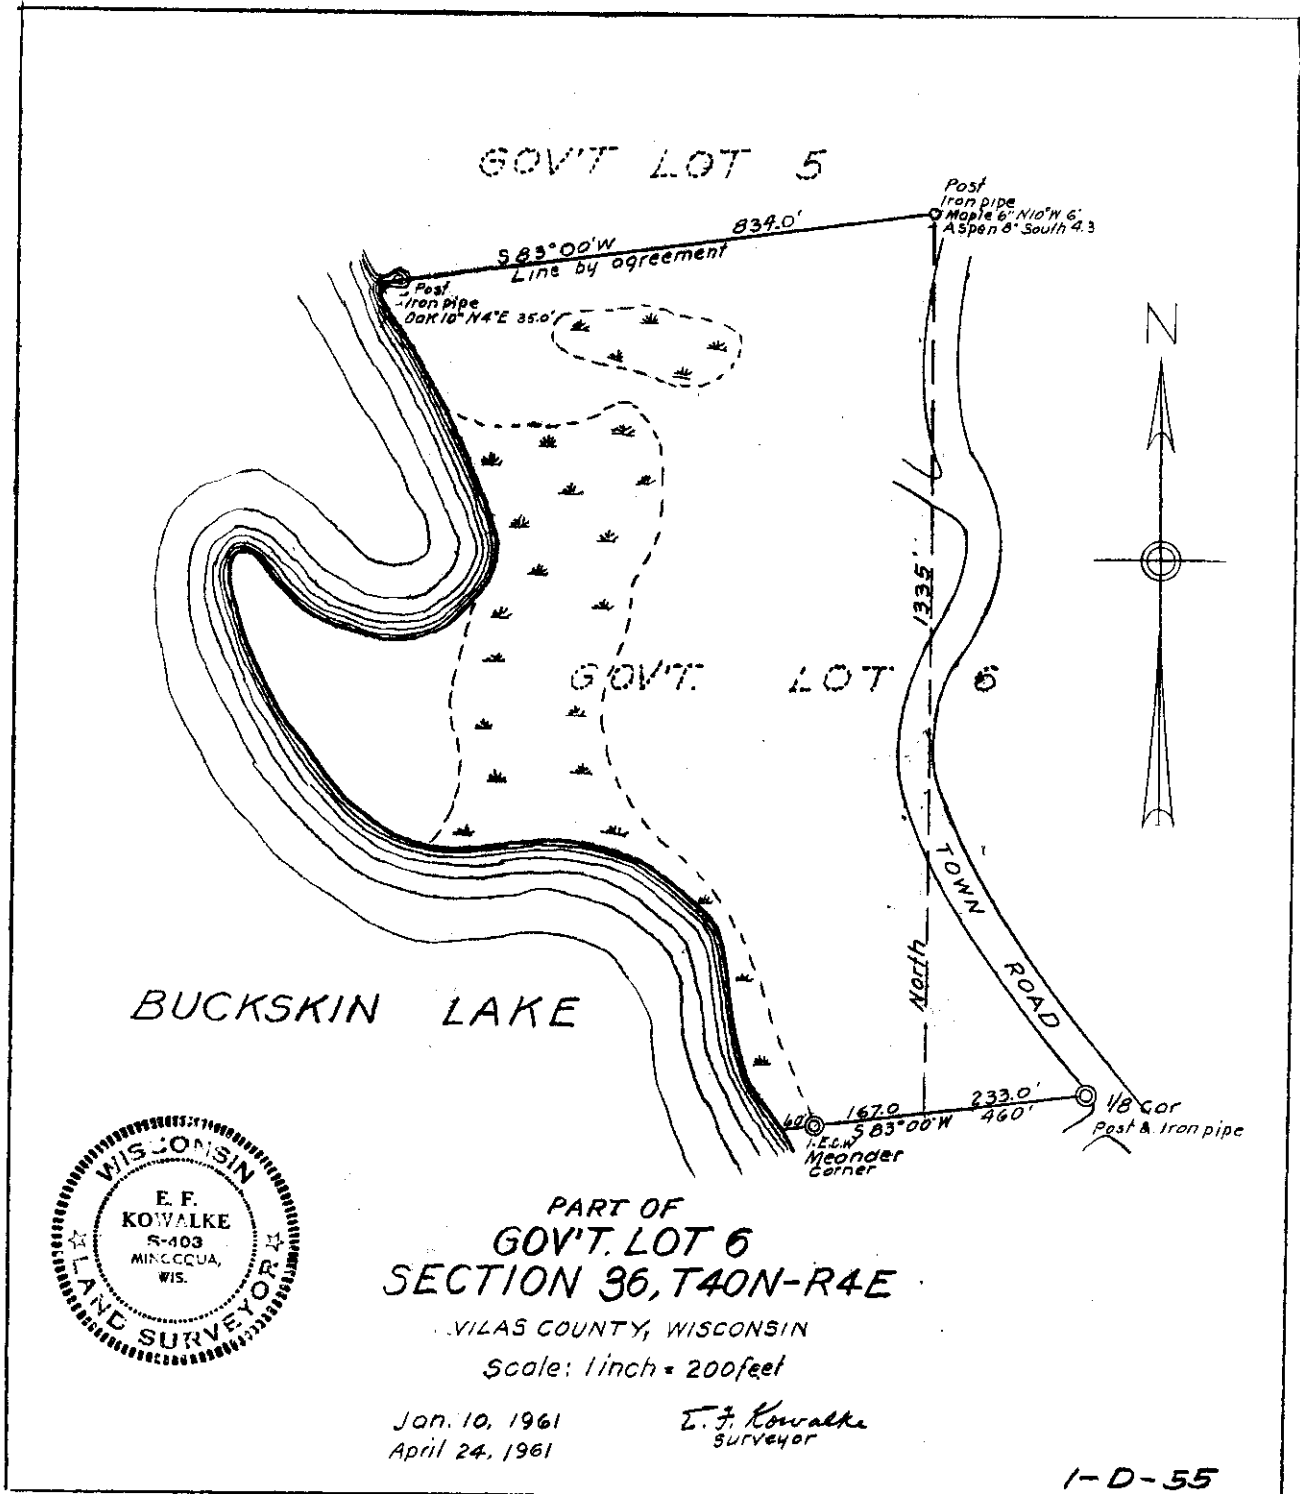 GOV'T LOT 5
Post
Iron pipe
Maple 6" N10°W 6'
Aspen 8" South 4.3
834.0'
S 83°00'W
Line by agreement
Post
Iron pipe
Oak 10" N4°E 35.0'
N
1335'
GOV'T. LOT 6
TOWN ROAD
North
BUCKSKIN LAKE
60' 167.0 233.0'
S 83°00'W 460'
1/8 Cor
Post & Iron pipe
Meander
Corner
WISCONSIN
E. F.
KOWALKE
S-403
MINOCQUA,
WIS.
LAND SURVEYOR
PART OF
GOV'T. LOT 6
SECTION 36, T40N-R4E
VILAS COUNTY, WISCONSIN
Scale: 1 inch = 200 feet
Jan. 10, 1961
April 24, 1961
E. F. Kowalke
Surveyor
1-D-55